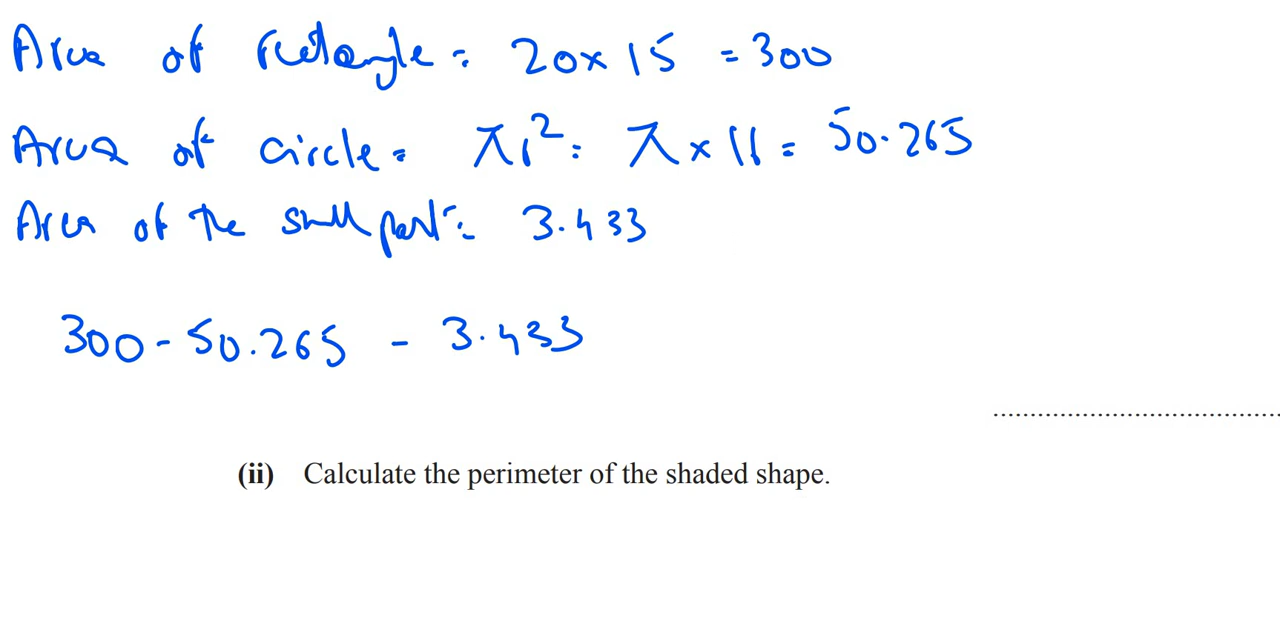 Area of rectangle = 20 × 15 = 300
Area of circle = πr² = π × 16 = 50.265
Area of the small part = 3.433
300 - 50.265 - 3.433
(ii) Calculate the perimeter of the shaded shape.